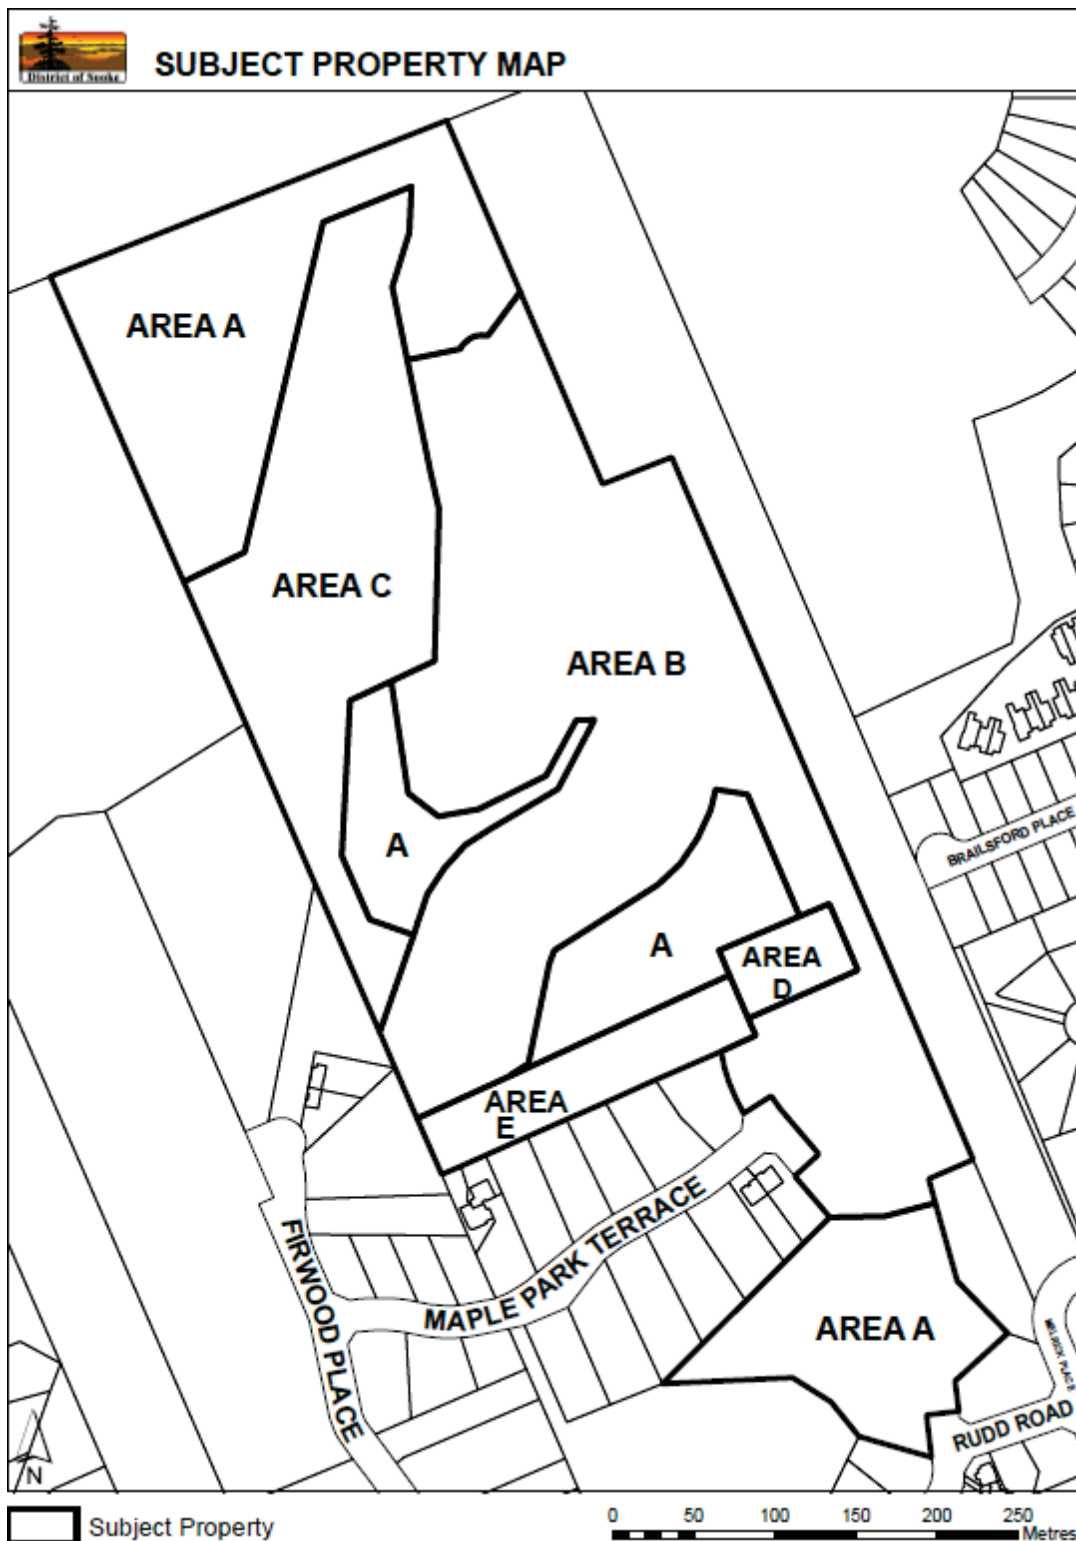 District of Sooke
SUBJECT PROPERTY MAP
AREA A
AREA C
AREA B
A
A
AREA
D
AREA
E
BRAILSFORD PLACE
MAPLE PARK TERRACE
FIRWOOD PLACE
AREA A
RUDD ROAD
N
Subject Property
0 50 100 150 200 250
Metres